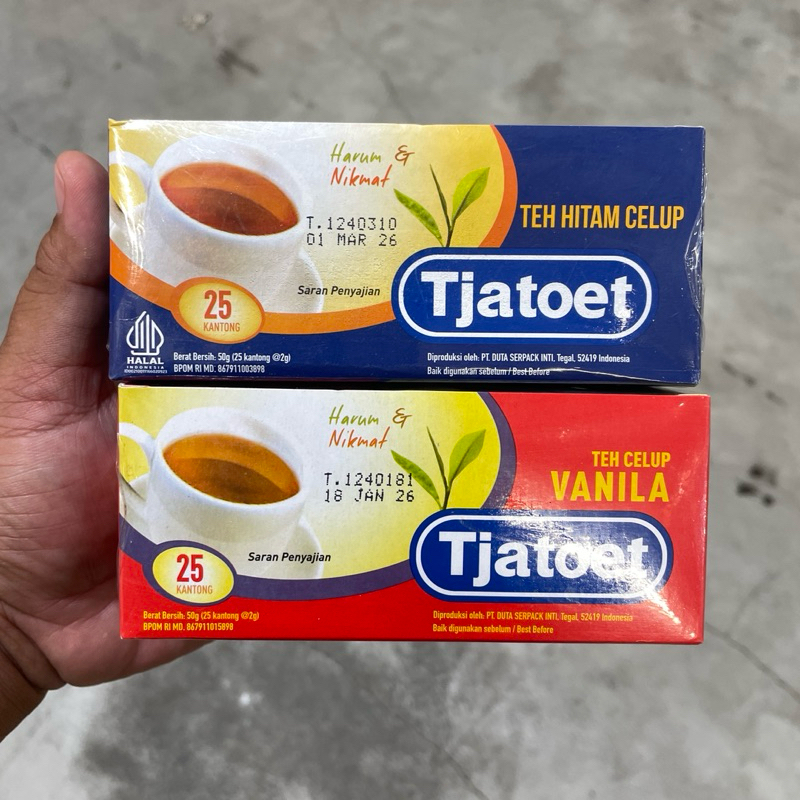 Harum &
Nikmat
T.1240310
01 MAR 26
TEH HITAM CELUP
Tjatoet
Saran Penyajian
25
KANTONG
HALAL
INDONESIA
Berat Bersih: 50g (25 kantong @2g)
BPOM RI MD. 867911003898
Diproduksi oleh: PT. DUTA SERPACK INTI, Tegal, 52419 Indonesia
Baik digunakan sebelum / Best Before
Harum &
Nikmat
T.1240181
18 JAN 26
TEH CELUP
VANILA
Tjatoet
Saran Penyajian
25
KANTONG
Berat Bersih: 50g (25 kantong @2g)
BPOM RI MD. 867911015898
Diproduksi oleh: PT. DUTA SERPACK INTI, Tegal, 52419 Indonesia
Baik digunakan sebelum / Best Before